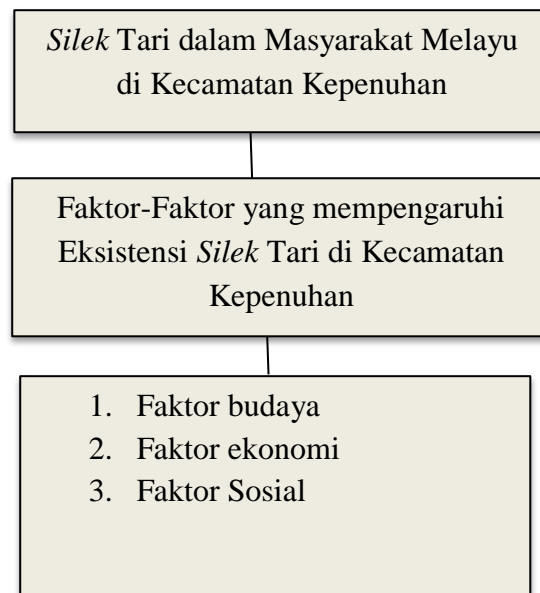 Silek Tari dalam Masyarakat Melayu
di Kecamatan Kepenuhan
Faktor-Faktor yang mempengaruhi
Eksistensi Silek Tari di Kecamatan
Kepenuhan
1. Faktor budaya
2. Faktor ekonomi
3. Faktor Sosial